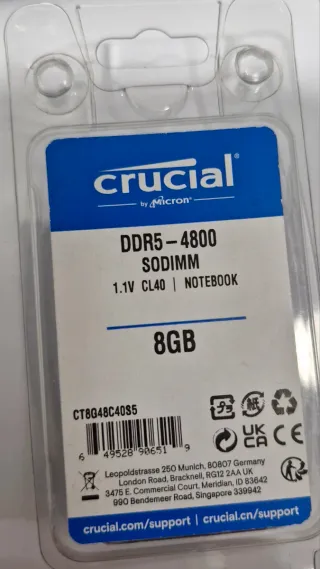 crucial
by Micron
DDR5-4800
SODIMM
1.1V CL40 | NOTEBOOK
8GB
CT8G48C40S5
UK
CA
CE
6 49528 90651 9
Leopoldstrasse 250 Munich, 80807 Germany
London Road, Bracknell, RG12 2AA UK
3475 E. Commercial Court, Meridian, ID 83642
990 Bendemeer Road, Singapore 339942
crucial.com/support | crucial.cn/support